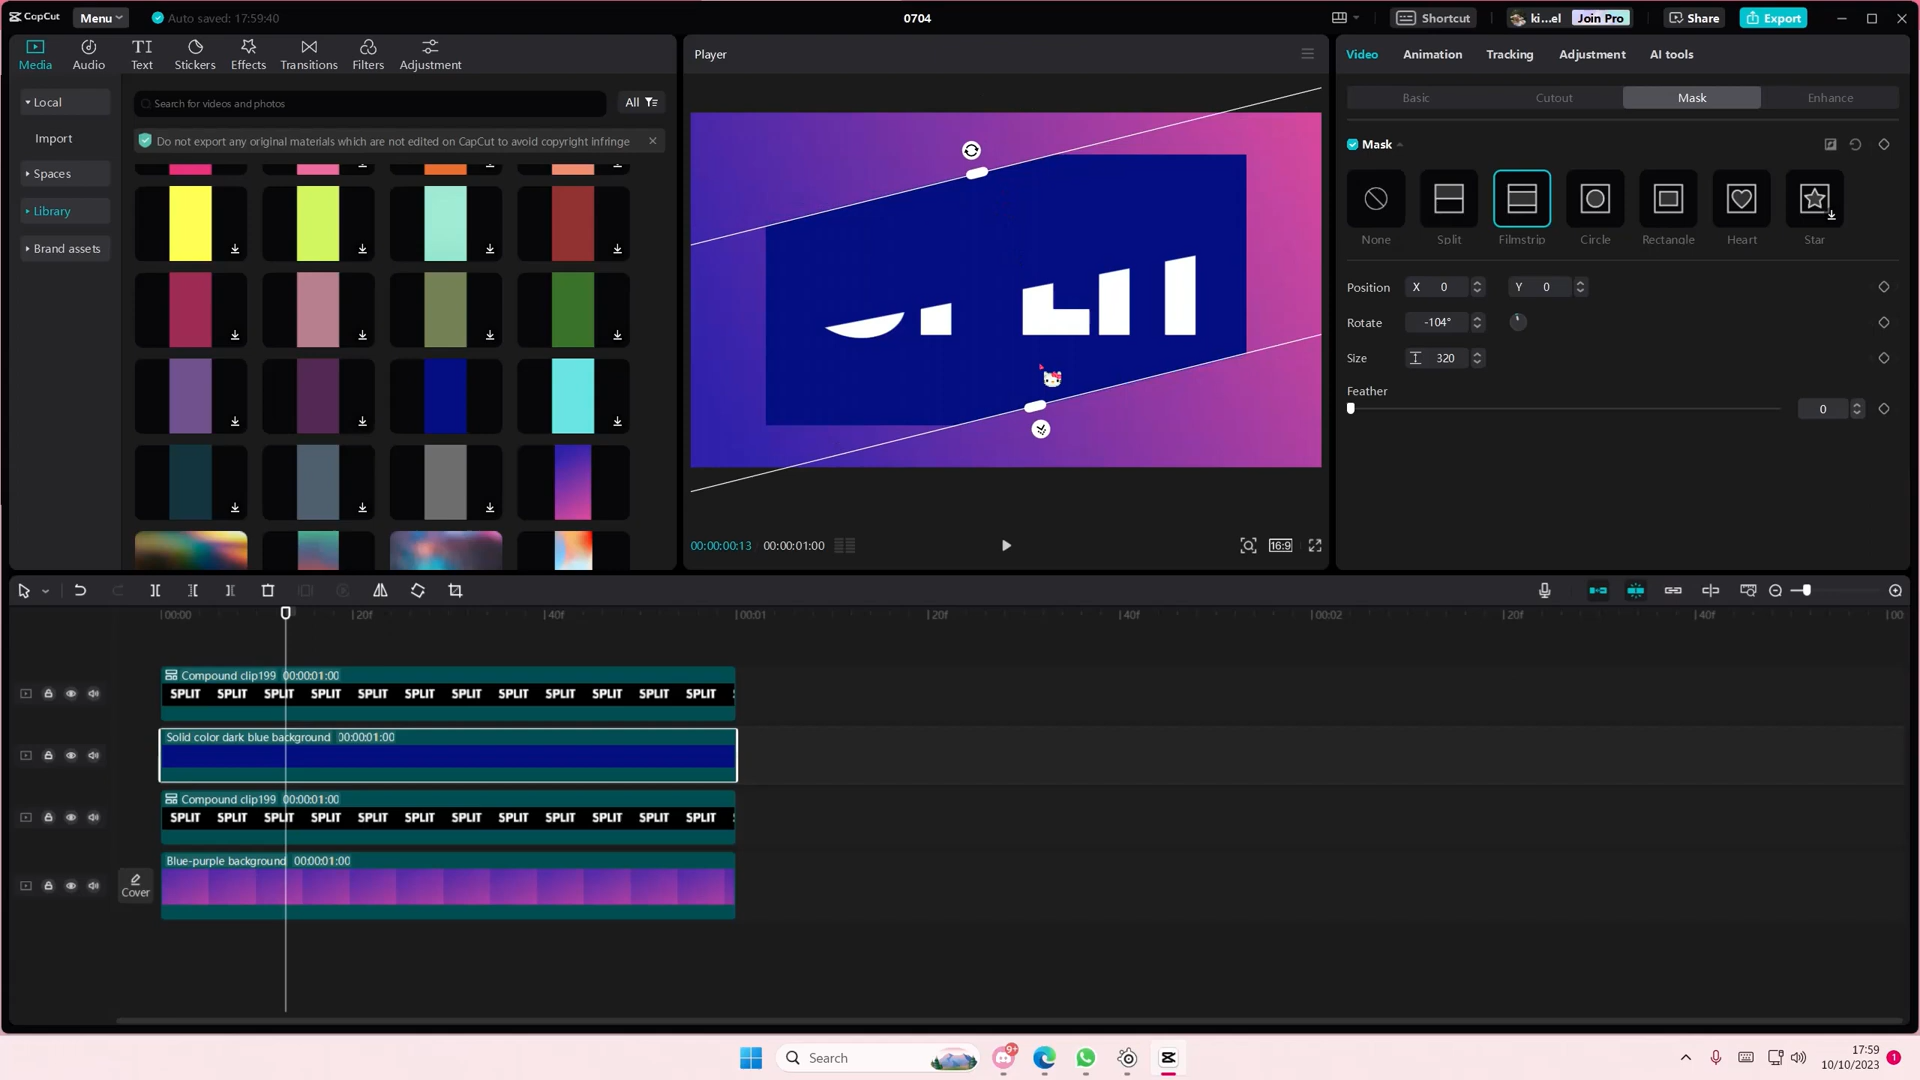 CapCut
Menu
Auto saved: 17:59:40
0704
Shortcut
ki...el
Join Pro
Share
Export
Media
Audio
Text
Stickers
Effects
Transitions
Filters
Adjustment
Local
Import
Spaces
Library
Brand assets
Search for videos and photos
All
Do not export any original materials which are not edited on CapCut to avoid copyright infringe
Player
00:00:00:13
00:00:01:00
16:9
Video
Animation
Tracking
Adjustment
AI tools
Basic
Cutout
Mask
Enhance
Mask
None
Split
Filmstrip
Circle
Rectangle
Heart
Star
Position
X 0
Y 0
Rotate
-104°
Size
320
Feather
0
00:00
20f
40f
00:01
20f
40f
00:02
20f
40f
00
Compound clip199 00:00:01:00
SPLIT SPLIT SPLIT SPLIT SPLIT SPLIT SPLIT SPLIT SPLIT SPLIT SPLIT SPLIT
Solid color dark blue background 00:00:01:00
Compound clip199 00:00:01:00
SPLIT SPLIT SPLIT SPLIT SPLIT SPLIT SPLIT SPLIT SPLIT SPLIT SPLIT SPLIT
Blue-purple background 00:00:01:00
Cover
Search
9+
17:59
10/10/2023
1